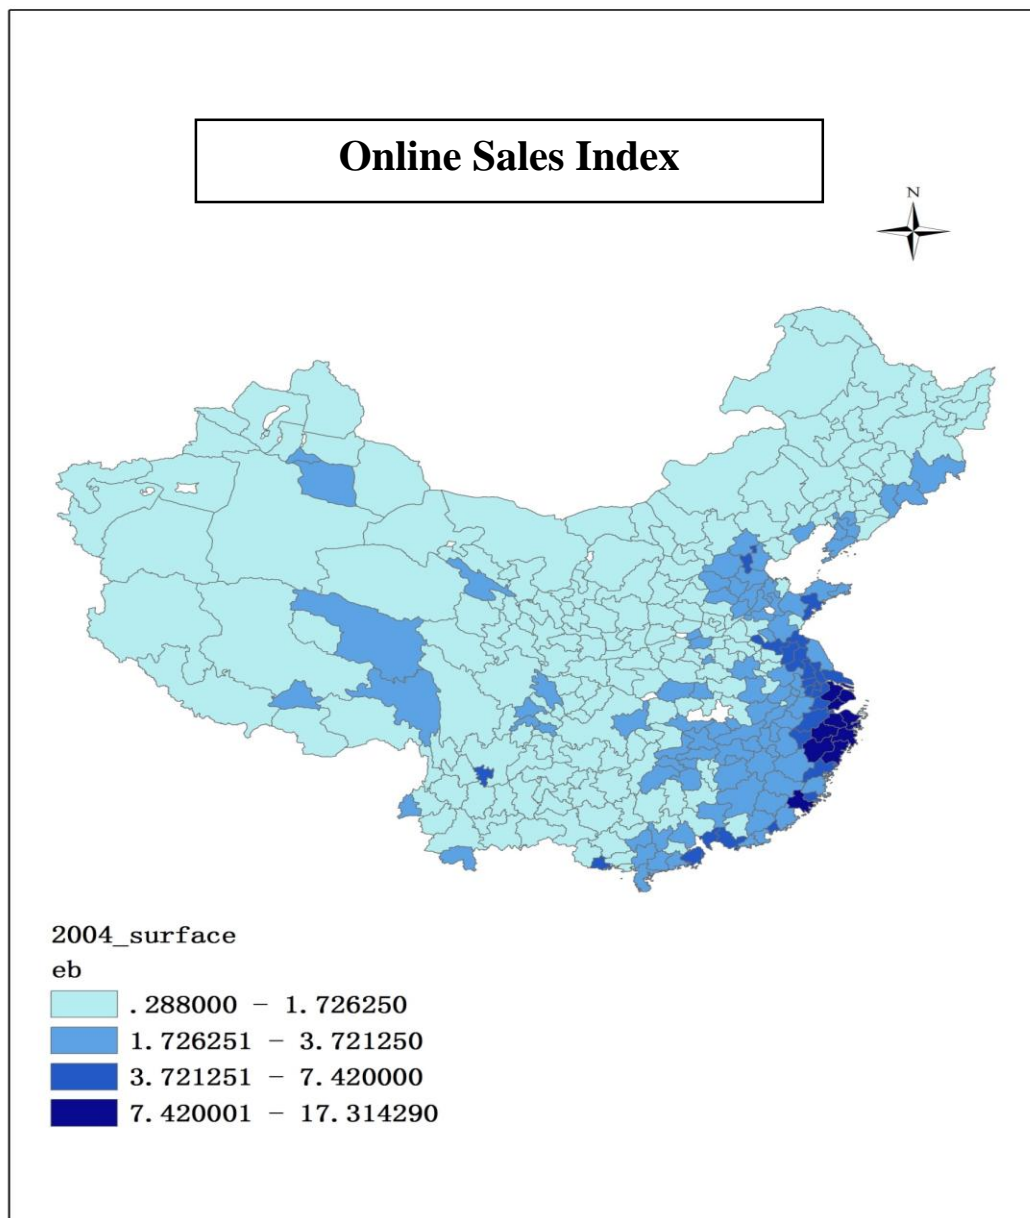 Online Sales Index
N
2004_surface
eb
.288000 - 1.726250
1.726251 - 3.721250
3.721251 - 7.420000
7.420001 - 17.314290